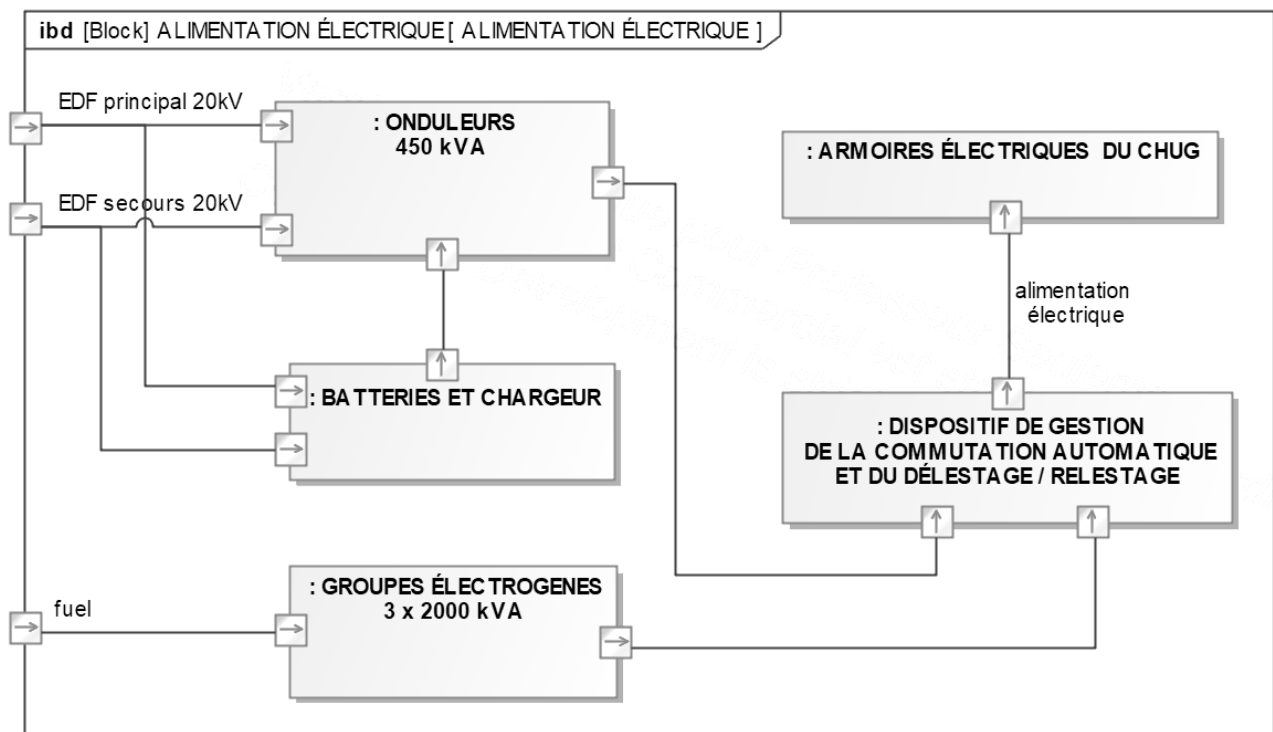 ibd [Block] ALIMENTATION ÉLECTRIQUE[ ALIMENTATION ÉLECTRIQUE ]
EDF principal 20kV
: ONDULEURS
450 kVA
: ARMOIRES ÉLECTRIQUES DU CHUG
EDF secours 20kV
alimentation
électrique
: BATTERIES ET CHARGEUR
: DISPOSITIF DE GESTION
DE LA COMMUTATION AUTOMATIQUE
ET DU DÉLESTAGE / RELESTAGE
fuel
: GROUPES ÉLECTROGENES
3 x 2000 kVA